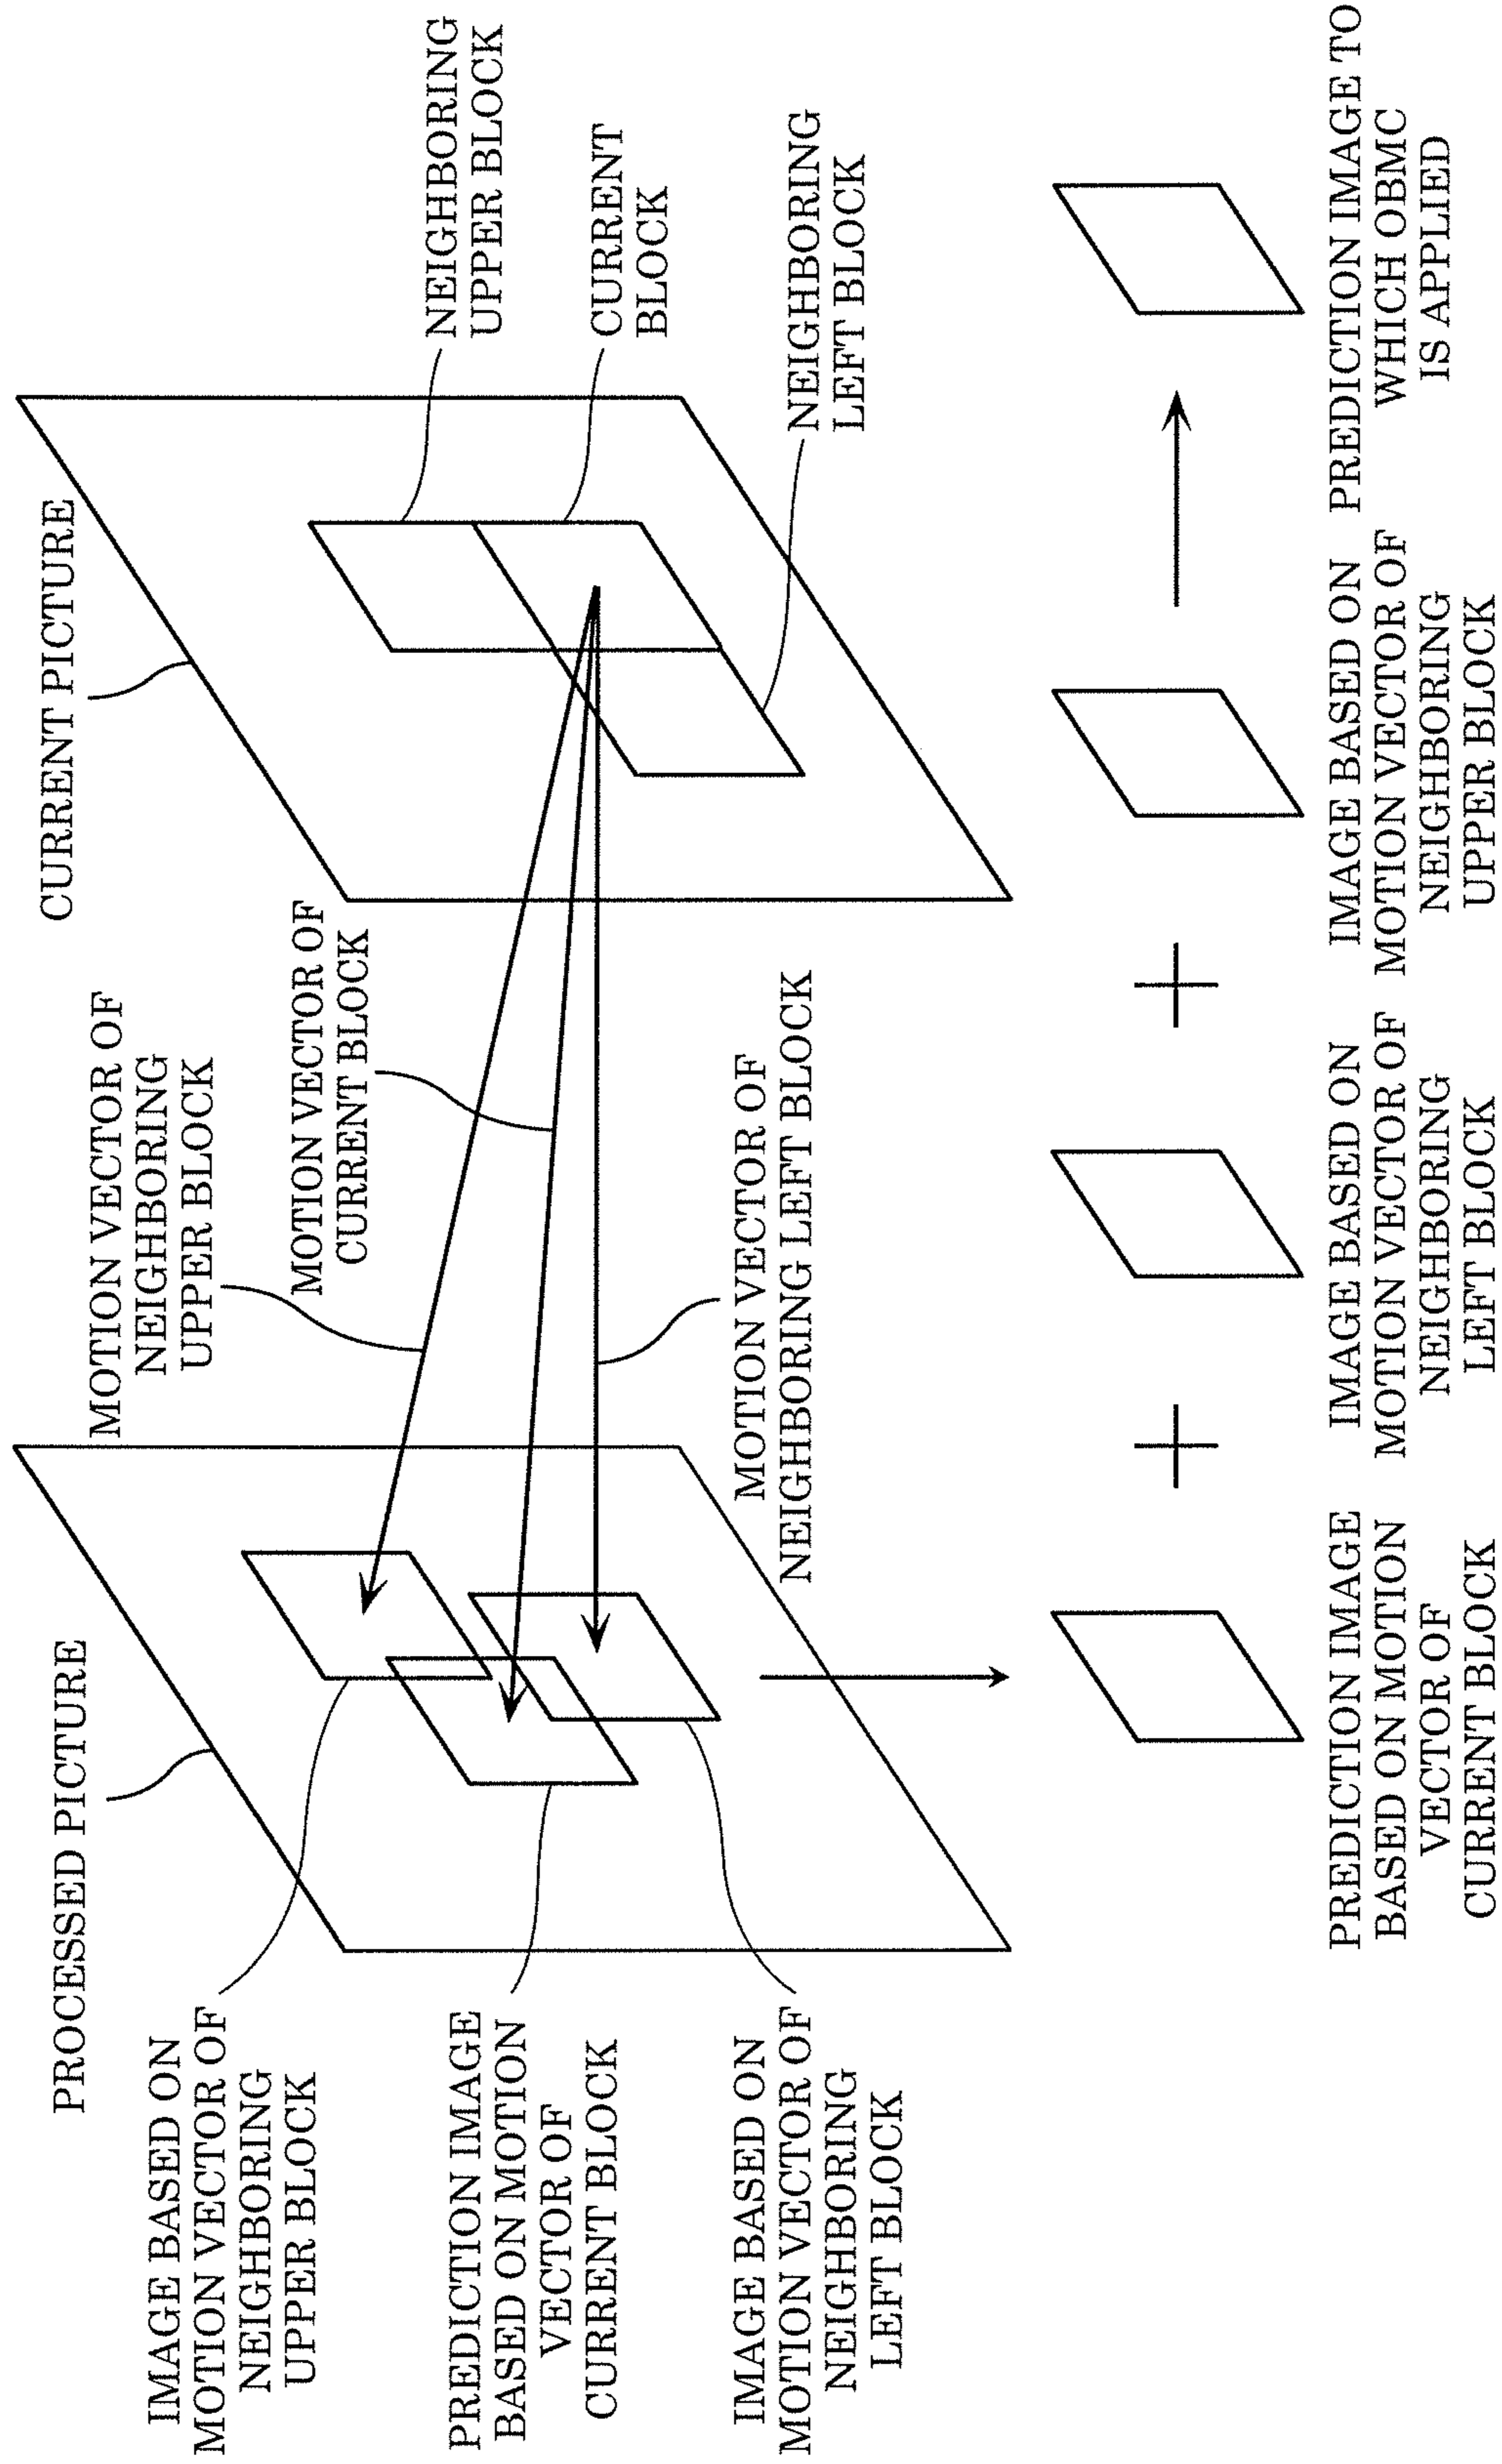 PROCESSED PICTURE
CURRENT PICTURE
IMAGE BASED ON
MOTION VECTOR OF
NEIGHBORING
UPPER BLOCK
PREDICTION IMAGE
BASED ON MOTION
VECTOR OF
CURRENT BLOCK
IMAGE BASED ON
MOTION VECTOR OF
NEIGHBORING
LEFT BLOCK
MOTION VECTOR OF
NEIGHBORING
UPPER BLOCK
MOTION VECTOR OF
CURRENT BLOCK
MOTION VECTOR OF
NEIGHBORING LEFT BLOCK
NEIGHBORING
UPPER BLOCK
CURRENT
BLOCK
NEIGHBORING
LEFT BLOCK
PREDICTION IMAGE
BASED ON MOTION
VECTOR OF
CURRENT BLOCK
IMAGE BASED ON
MOTION VECTOR OF
NEIGHBORING
LEFT BLOCK
IMAGE BASED ON
MOTION VECTOR OF
NEIGHBORING
UPPER BLOCK
PREDICTION IMAGE TO
WHICH OBMC
IS APPLIED